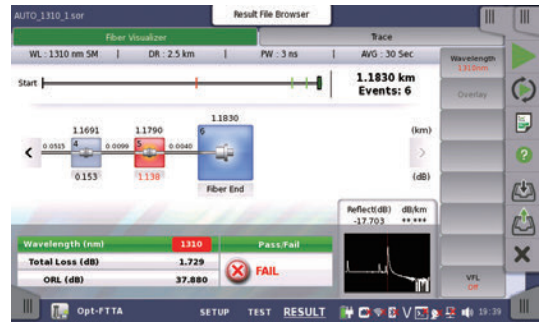 AUTO_1310_1.sor
Result File Browser
Fiber Visualizer
Trace
WL : 1310 nm SM | DR : 2.5 km | PW : 3 ns | AVG : 30 Sec
Wavelength
1310nm
Start
1.1830 km
Events: 6
Overlay
1.1691
1.1790
1.1830
(km)
0.0515
4
0.0099
5
0.0040
6
0.153
1.138
(dB)
Fiber End
Reflect(dB) dB/km
-17.703 **.***
Wavelength (nm) 1310 Pass/Fail
Total Loss (dB) 1.729
FAIL
ORL (dB) 37.880
VFL
Off
Opt-FTTA
SETUP TEST RESULT
19:39